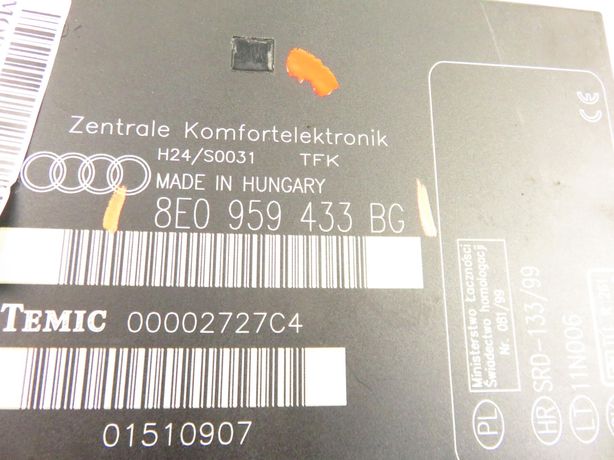 Zentrale Komfortelektronik
H24/S0031 TFK
MADE IN HUNGARY
8E0 959 433 BG
TEMIC 00002727C4
01510907
CE
PL Ministerstwo Łączności
Świadectwo homologacji
Nr. 081/99
HR SRD-133/99
LT 11N006